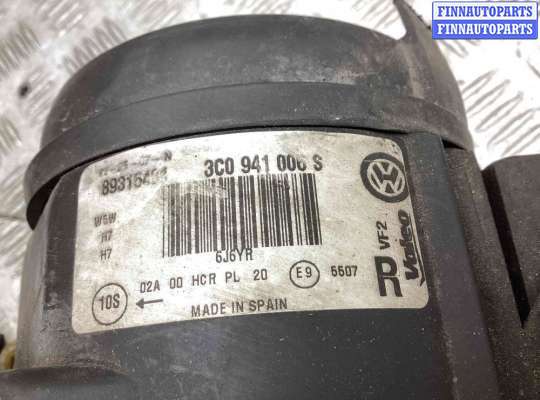 FINNAUTOPARTS
FINNAUTOPARTS
3C0 941 006 S
W5W
H7
H7
6J6YR
02A 00 HCR PL 20 E9 5507
10S
MADE IN SPAIN
R
VF2
Valeo